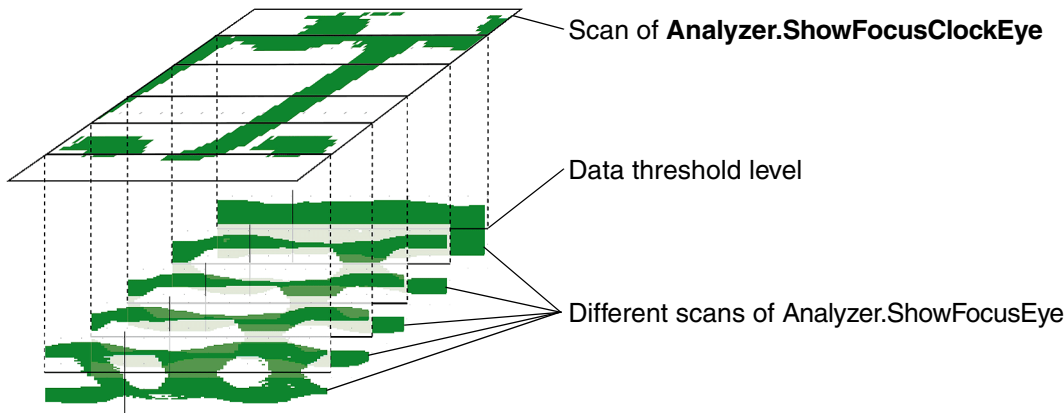 Scan of Analyzer.ShowFocusClockEye
Data threshold level
Different scans of Analyzer.ShowFocusEye